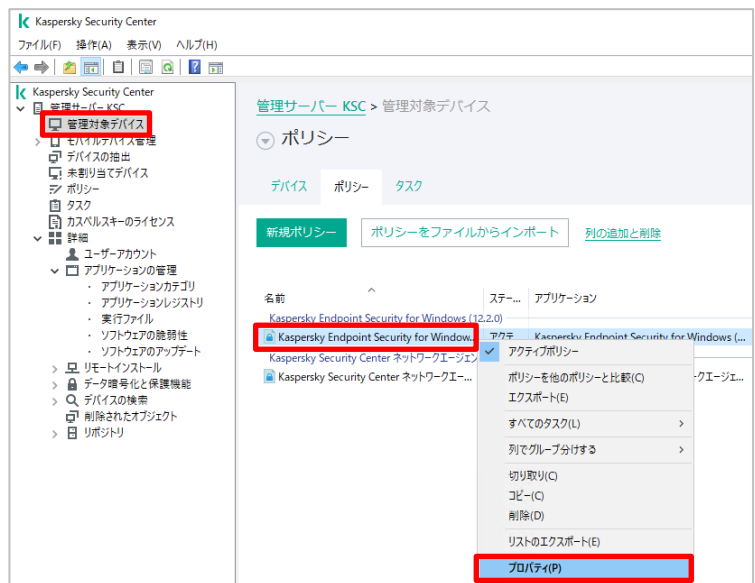 Kaspersky Security Center
ファイル(F) 操作(A) 表示(V) ヘルプ(H)
Kaspersky Security Center
管理サーバー KSC
管理対象デバイス
モバイルデバイス管理
デバイスの抽出
未割り当てデバイス
ポリシー
タスク
カスペルスキーのライセンス
詳細
ユーザーアカウント
アプリケーションの管理
・ アプリケーションカテゴリ
・ アプリケーションレジストリ
・ 実行ファイル
・ ソフトウェアの脆弱性
・ ソフトウェアのアップデート
リモートインストール
データ暗号化と保護機能
デバイスの検索
削除されたオブジェクト
リポジトリ
管理サーバー KSC > 管理対象デバイス
ポリシー
デバイス ポリシー タスク
新規ポリシー ポリシーをファイルからインポート 列の追加と削除
名前 ステー... アプリケーション
Kaspersky Endpoint Security for Windows (12.2.0)
Kaspersky Endpoint Security for Window... アクテ Kaspersky Endpoint Security for Windows (...
Kaspersky Security Center ネットワークエージェン
Kaspersky Security Center ネットワークエー... -クエージェ...
アクティブポリシー
ポリシーを他のポリシーと比較(C)
エクスポート(E)
すべてのタスク(L)
列でグループ分けする
切り取り(C)
コピー(C)
削除(D)
リストのエクスポート(E)
プロパティ(P)